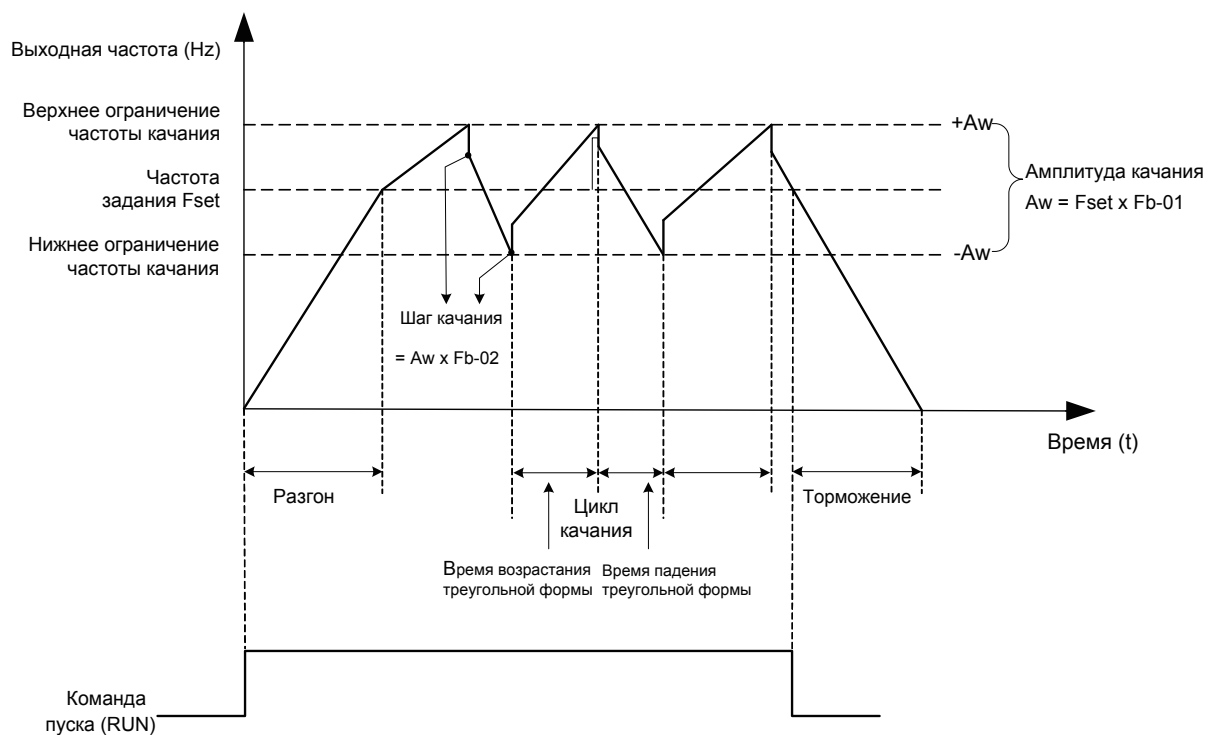 Выходная частота (Hz)
Верхнее ограничение
частоты качания
+Aw
Частота
задания Fset
Амплитуда качания
Aw = Fset x Fb-01
Нижнее ограничение
частоты качания
-Aw
Шаг качания
= Aw x Fb-02
Время (t)
Разгон
Цикл
качания
Торможение
Время возрастания
треугольной формы
Время падения
треугольной формы
Команда
пуска (RUN)